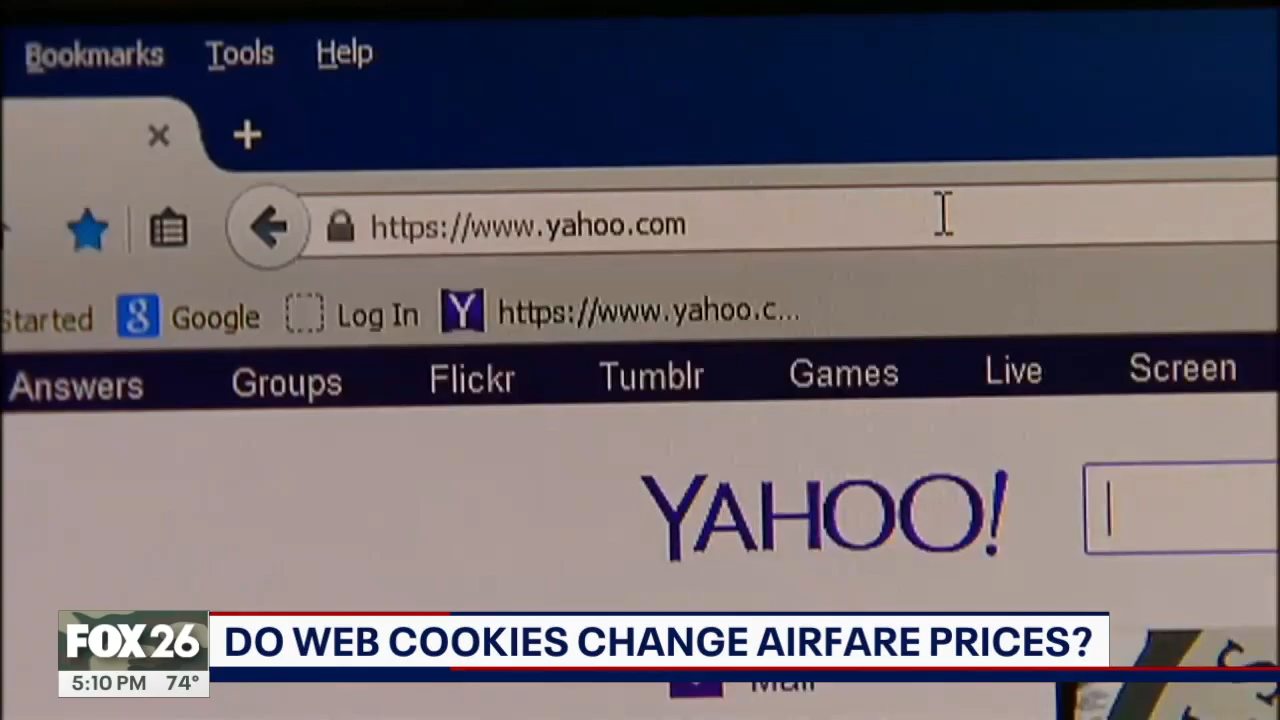 Bookmarks Tools Help
https://www.yahoo.com
Started Google Log In https://www.yahoo.c...
Answers Groups Flickr Tumblr Games Live Screen
YAHOO!
Mail
FOX 26
DO WEB COOKIES CHANGE AIRFARE PRICES?
5:10 PM 74°